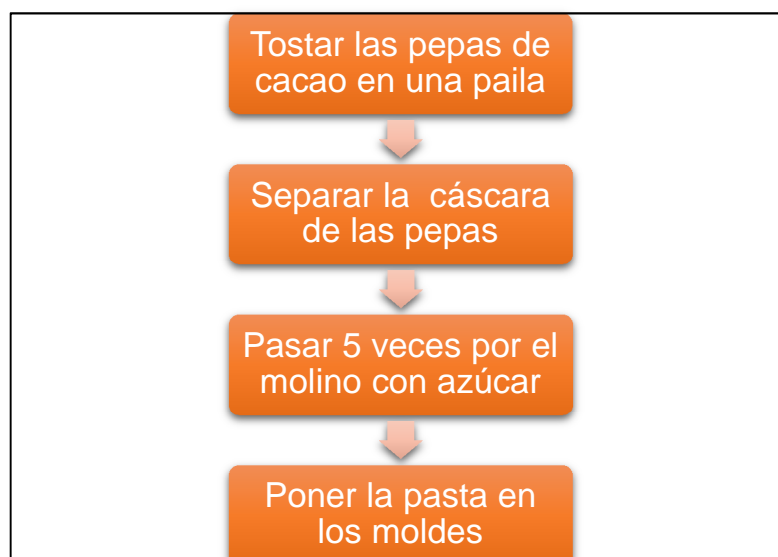 Tostar las pepas de
cacao en una paila
Separar la cáscara
de las pepas
Pasar 5 veces por el
molino con azúcar
Poner la pasta en
los moldes